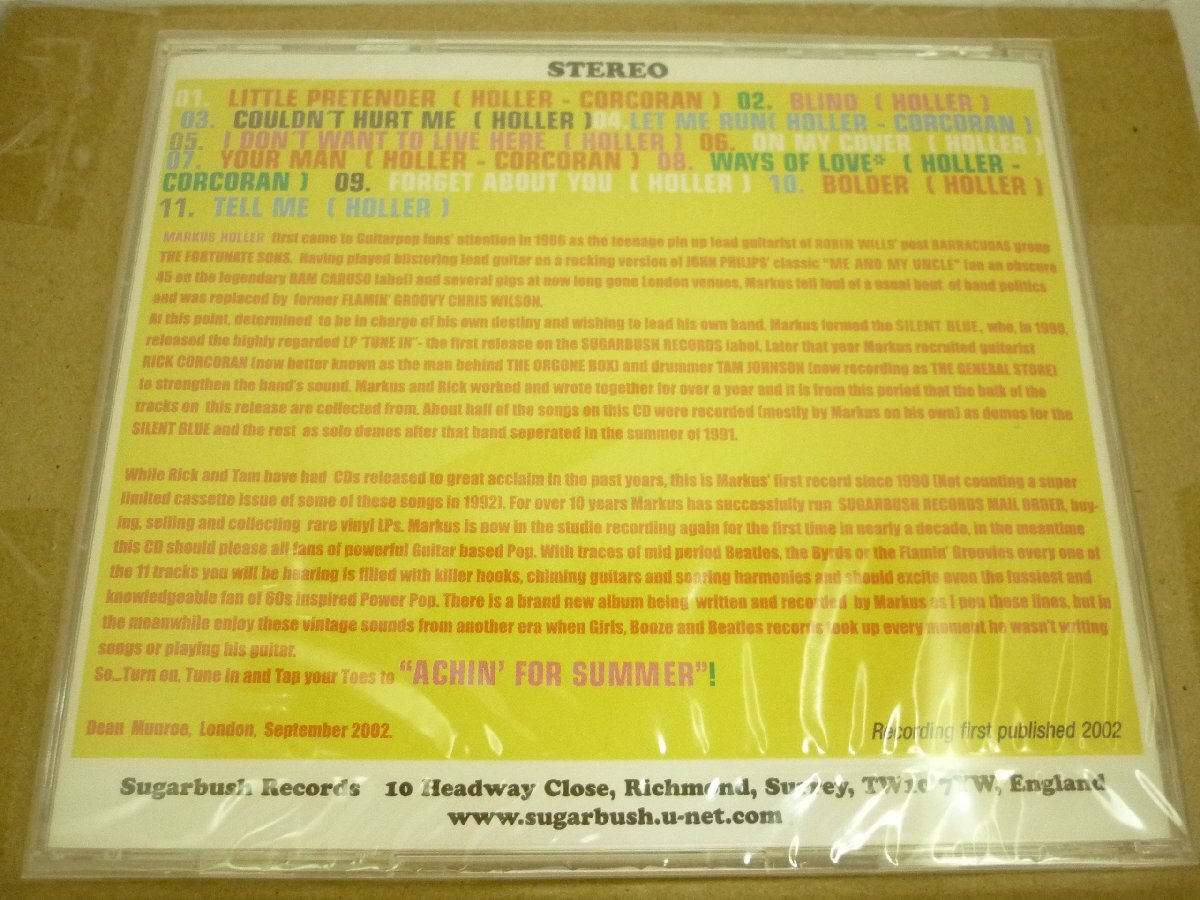 STEREO
01. LITTLE PRETENDER ( HOLLER - CORCORAN ) 02. BLIND ( HOLLER )
03. COULDN'T HURT ME ( HOLLER ) 04. LET ME RUN( HOLLER - CORCORAN )
05. I DON'T WANT TO LIVE HERE ( HOLLER ) 06. ON MY COVER ( HOLLER )
07. YOUR MAN ( HOLLER - CORCORAN ) 08. WAYS OF LOVE* ( HOLLER -
CORCORAN ) 09. FORGET ABOUT YOU ( HOLLER ) 10. BOLDER ( HOLLER )
11. TELL ME ( HOLLER )
MARKUS HOLLER first came to Guitarpop fans' attention in 1986 as the teenage pin up lead guitarist of ROBIN WILLS' post BARRACUDAS group
THE FORTUNATE SONS. Having played blistering lead guitar on a rocking version of JOHN PHILIPS' classic "ME AND MY UNCLE" (on an obscure
45 on the legendary BAM CARUSO label) and several gigs at now long gone London venues, Markus fell foul of a usual bout of band politics
and was replaced by former FLAMIN' GROOVY CHRIS WILSON.
At this point, determined to be in charge of his own destiny and wishing to lead his own band, Markus formed the SILENT BLUE, who, in 1990,
released the highly regarded LP "TUNE IN"- the first release on the SUGARBUSH RECORDS label. Later that year Markus recruited guitarist
RICK CORCORAN (now better known as the man behind THE ORGONE BOX) and drummer TAM JOHNSON (now recording as THE GENERAL STORE)
to strengthen the band's sound. Markus and Rick worked and wrote together for over a year and it is from this period that the bulk of the
tracks on this release are collected from. About half of the songs on this CD were recorded (mostly by Markus on his own) as demos for the
SILENT BLUE and the rest as solo demos after that band seperated in the summer of 1991.
While Rick and Tam have had CDs released to great acclaim in the past years, this is Markus' first record since 1990 (Not counting a super
limited cassette issue of some of these songs in 1992). For over 10 years Markus has successfully run SUGARBUSH RECORDS MAIL ORDER, buy-
ing, selling and collecting rare vinyl LPs. Markus is now in the studio recording again for the first time in nearly a decade, in the meantime
this CD should please all fans of powerful Guitar based Pop. With traces of mid period Beatles, the Byrds or the Flamin' Groovies every one of
the 11 tracks you will be hearing is filled with killer hooks, chiming guitars and soaring harmonies and should excite even the fussiest and
knowledgeable fan of 60s inspired Power Pop. There is a brand new album being written and recorded by Markus as I pen these lines, but in
the meanwhile enjoy these vintage sounds from another era when Girls, Booze and Beatles records took up every moment he wasn't writing
songs or playing his guitar.
So...Turn on, Tune in and Tap your Toes to "ACHIN' FOR SUMMER"!
Dean Munroe, London, September 2002.
Recording first published 2002
Sugarbush Records 10 Headway Close, Richmond, Surrey, TW10 7YW, England
www.sugarbush.u-net.com